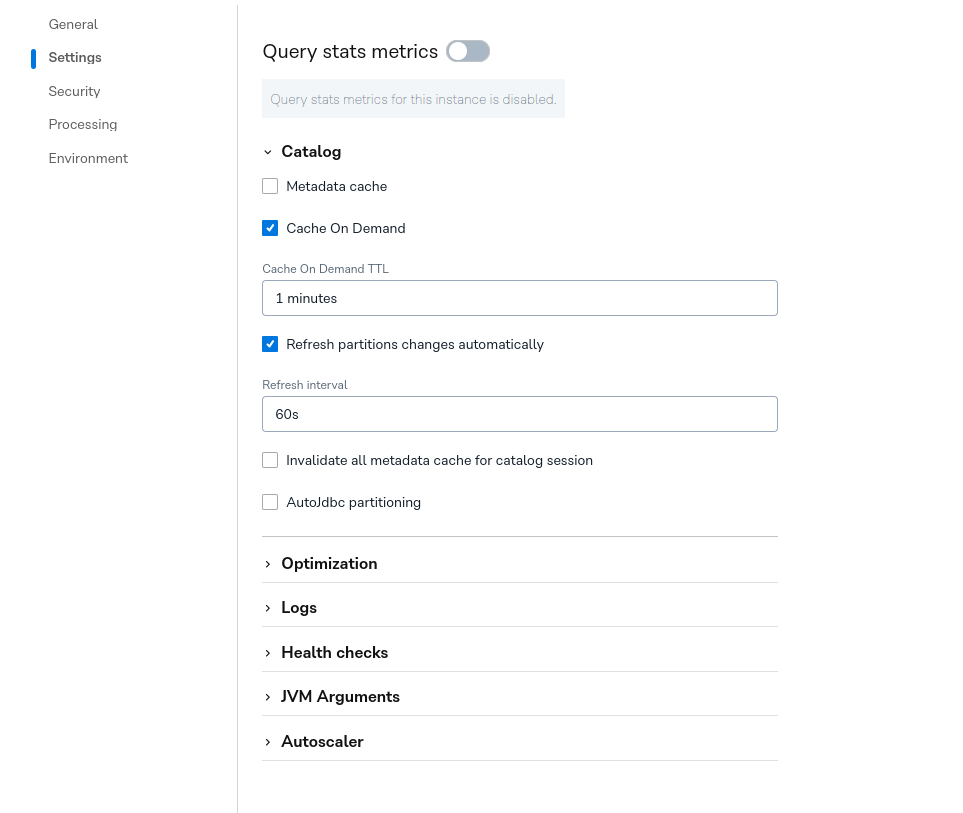 General
Settings
Security
Processing
Environment
Query stats metrics
Query stats metrics for this instance is disabled.
Catalog
Metadata cache
Cache On Demand
Cache On Demand TTL
1 minutes
Refresh partitions changes automatically
Refresh interval
60s
Invalidate all metadata cache for catalog session
AutoJdbc partitioning
Optimization
Logs
Health checks
JVM Arguments
Autoscaler